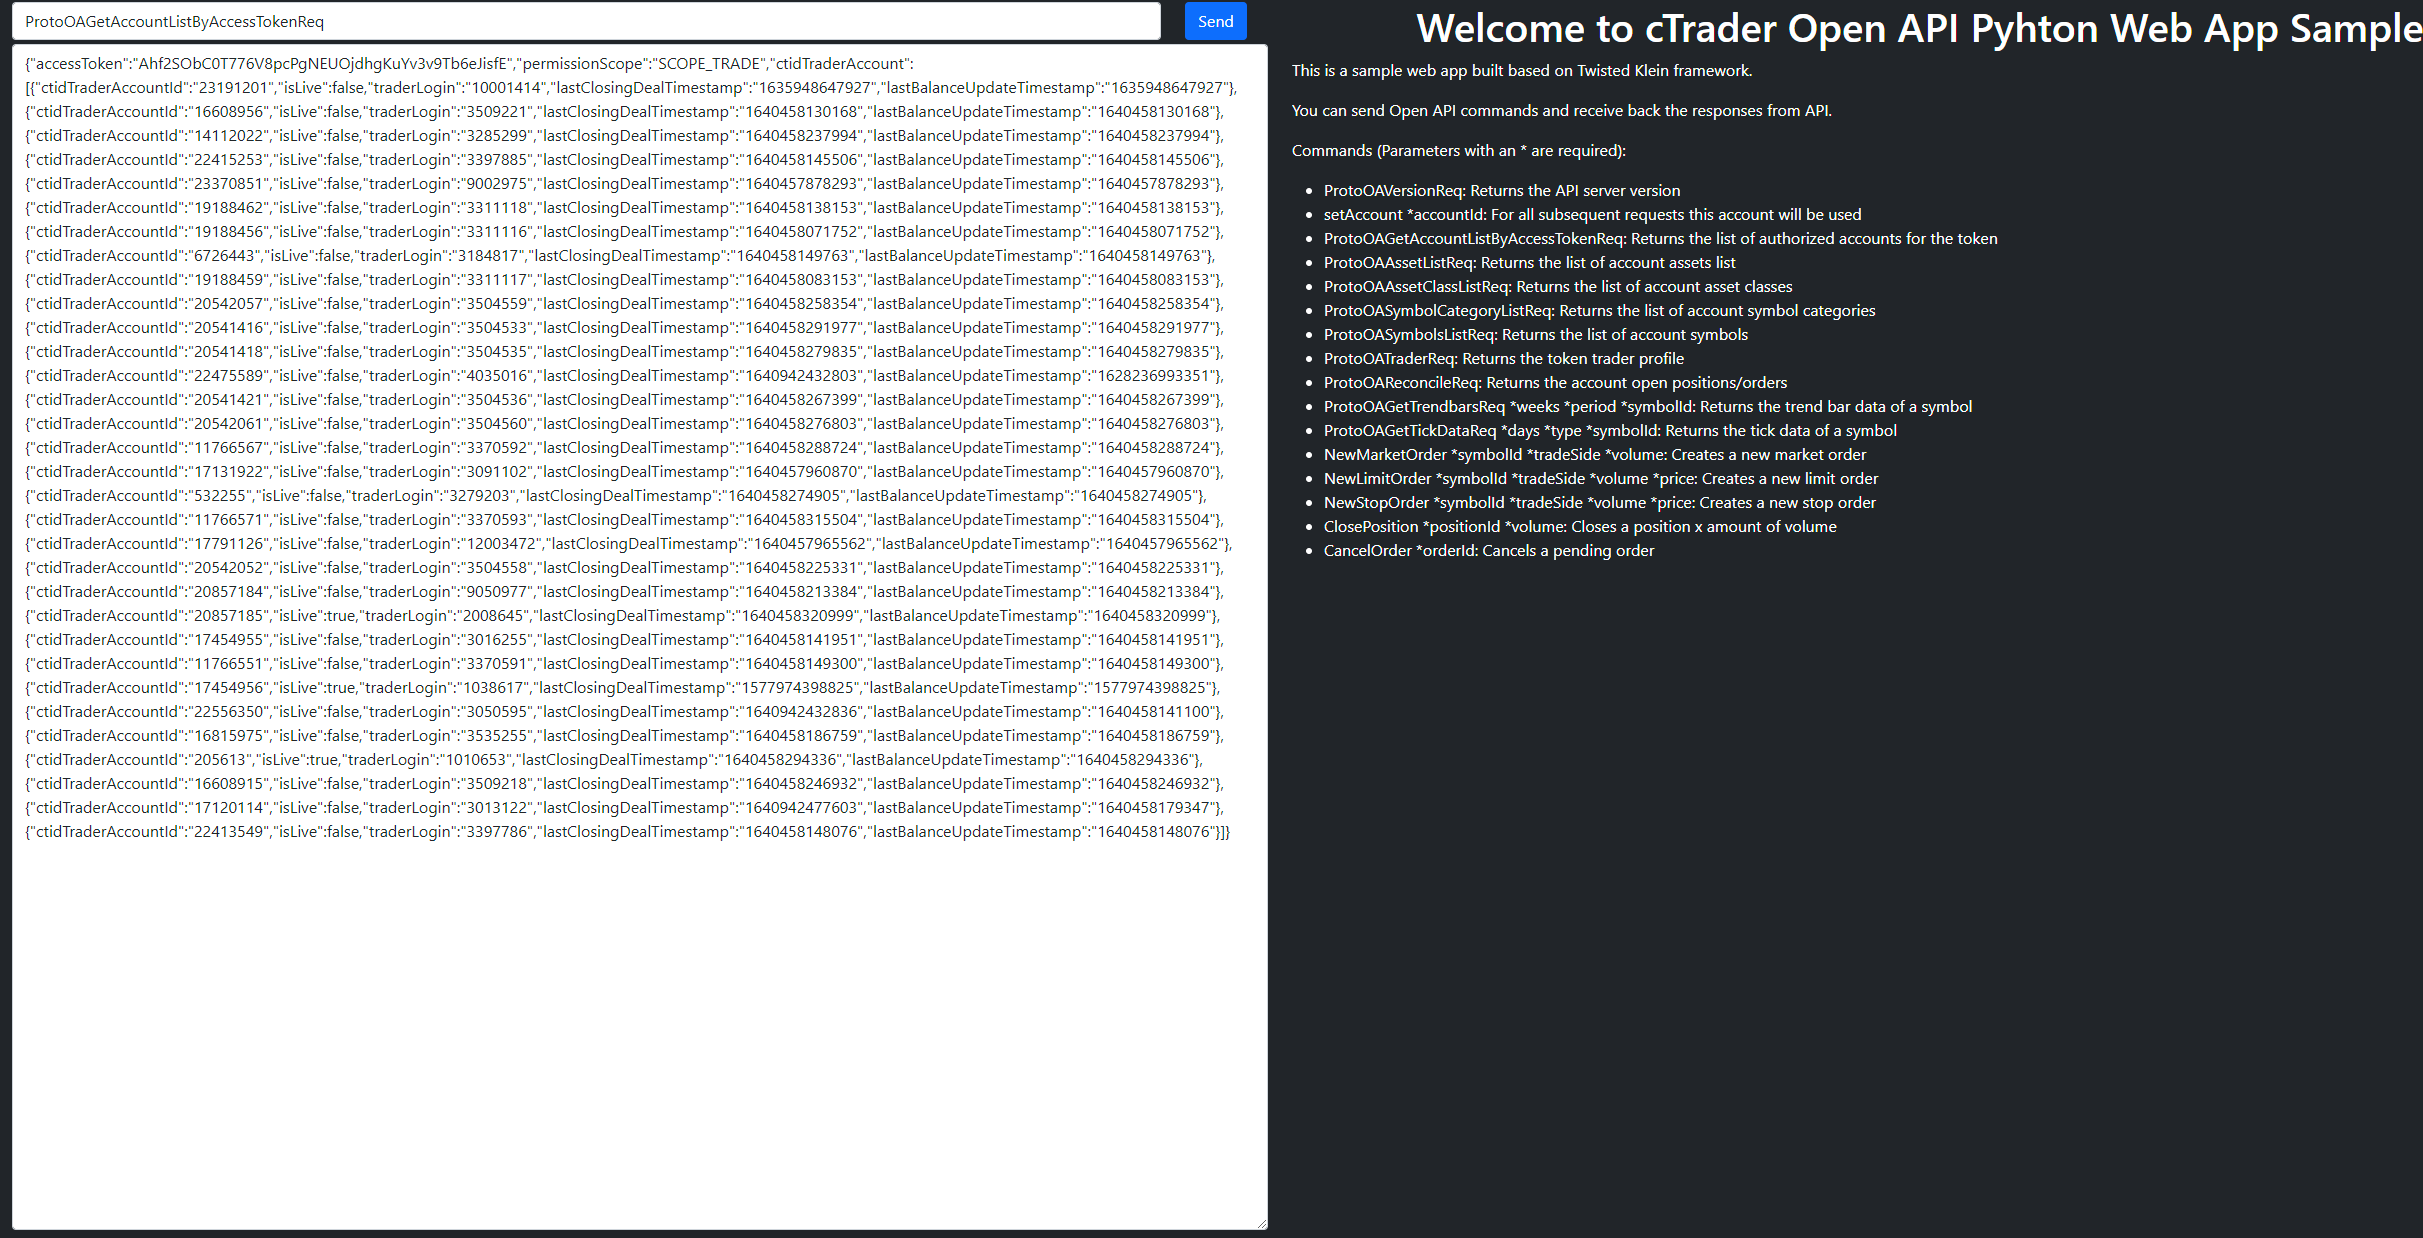 ProtoOAGetAccountListByAccessTokenReq
Send
{"accessToken":"Ahf2SObC0T776V8pcPgNEUOjdhgKuYv3v9Tb6eJisfE","permissionScope":"SCOPE_TRADE","ctidTraderAccount":
[{"ctidTraderAccountId":"23191201","isLive":false,"traderLogin":"10001414","lastClosingDealTimestamp":"1635948647927","lastBalanceUpdateTimestamp":"1635948647927"},
{"ctidTraderAccountId":"16608956","isLive":false,"traderLogin":"3509221","lastClosingDealTimestamp":"1640458130168","lastBalanceUpdateTimestamp":"1640458130168"},
{"ctidTraderAccountId":"14112022","isLive":false,"traderLogin":"3285299","lastClosingDealTimestamp":"1640458237994","lastBalanceUpdateTimestamp":"1640458237994"},
{"ctidTraderAccountId":"22415253","isLive":false,"traderLogin":"3397885","lastClosingDealTimestamp":"1640458145506","lastBalanceUpdateTimestamp":"1640458145506"},
{"ctidTraderAccountId":"23370851","isLive":false,"traderLogin":"9002975","lastClosingDealTimestamp":"1640457878293","lastBalanceUpdateTimestamp":"1640457878293"},
{"ctidTraderAccountId":"19188462","isLive":false,"traderLogin":"3311118","lastClosingDealTimestamp":"1640458138153","lastBalanceUpdateTimestamp":"1640458138153"},
{"ctidTraderAccountId":"19188456","isLive":false,"traderLogin":"3311116","lastClosingDealTimestamp":"1640458071752","lastBalanceUpdateTimestamp":"1640458071752"},
{"ctidTraderAccountId":"6726443","isLive":false,"traderLogin":"3184817","lastClosingDealTimestamp":"1640458149763","lastBalanceUpdateTimestamp":"1640458149763"},
{"ctidTraderAccountId":"19188459","isLive":false,"traderLogin":"3311117","lastClosingDealTimestamp":"1640458083153","lastBalanceUpdateTimestamp":"1640458083153"},
{"ctidTraderAccountId":"20542057","isLive":false,"traderLogin":"3504559","lastClosingDealTimestamp":"1640458258354","lastBalanceUpdateTimestamp":"1640458258354"},
{"ctidTraderAccountId":"20541416","isLive":false,"traderLogin":"3504533","lastClosingDealTimestamp":"1640458291977","lastBalanceUpdateTimestamp":"1640458291977"},
{"ctidTraderAccountId":"20541418","isLive":false,"traderLogin":"3504535","lastClosingDealTimestamp":"1640458279835","lastBalanceUpdateTimestamp":"1640458279835"},
{"ctidTraderAccountId":"22475589","isLive":false,"traderLogin":"4035016","lastClosingDealTimestamp":"1640942432803","lastBalanceUpdateTimestamp":"1628236993351"},
{"ctidTraderAccountId":"20541421","isLive":false,"traderLogin":"3504536","lastClosingDealTimestamp":"1640458267399","lastBalanceUpdateTimestamp":"1640458267399"},
{"ctidTraderAccountId":"20542061","isLive":false,"traderLogin":"3504560","lastClosingDealTimestamp":"1640458276803","lastBalanceUpdateTimestamp":"1640458276803"},
{"ctidTraderAccountId":"11766567","isLive":false,"traderLogin":"3370592","lastClosingDealTimestamp":"1640458288724","lastBalanceUpdateTimestamp":"1640458288724"},
{"ctidTraderAccountId":"17131922","isLive":false,"traderLogin":"3091102","lastClosingDealTimestamp":"1640457960870","lastBalanceUpdateTimestamp":"1640457960870"},
{"ctidTraderAccountId":"532255","isLive":false,"traderLogin":"3279203","lastClosingDealTimestamp":"1640458274905","lastBalanceUpdateTimestamp":"1640458274905"},
{"ctidTraderAccountId":"11766571","isLive":false,"traderLogin":"3370593","lastClosingDealTimestamp":"1640458315504","lastBalanceUpdateTimestamp":"1640458315504"},
{"ctidTraderAccountId":"17791126","isLive":false,"traderLogin":"12003472","lastClosingDealTimestamp":"1640457965562","lastBalanceUpdateTimestamp":"1640457965562"},
{"ctidTraderAccountId":"20542052","isLive":false,"traderLogin":"3504558","lastClosingDealTimestamp":"1640458225331","lastBalanceUpdateTimestamp":"1640458225331"},
{"ctidTraderAccountId":"20857184","isLive":false,"traderLogin":"9050977","lastClosingDealTimestamp":"1640458213384","lastBalanceUpdateTimestamp":"1640458213384"},
{"ctidTraderAccountId":"20857185","isLive":true,"traderLogin":"2008645","lastClosingDealTimestamp":"1640458320999","lastBalanceUpdateTimestamp":"1640458320999"},
{"ctidTraderAccountId":"17454955","isLive":false,"traderLogin":"3016255","lastClosingDealTimestamp":"1640458141951","lastBalanceUpdateTimestamp":"1640458141951"},
{"ctidTraderAccountId":"11766551","isLive":false,"traderLogin":"3370591","lastClosingDealTimestamp":"1640458149300","lastBalanceUpdateTimestamp":"1640458149300"},
{"ctidTraderAccountId":"17454956","isLive":true,"traderLogin":"1038617","lastClosingDealTimestamp":"1577974398825","lastBalanceUpdateTimestamp":"1577974398825"},
{"ctidTraderAccountId":"22556350","isLive":false,"traderLogin":"3050595","lastClosingDealTimestamp":"1640942432836","lastBalanceUpdateTimestamp":"1640458141100"},
{"ctidTraderAccountId":"16815975","isLive":false,"traderLogin":"3535255","lastClosingDealTimestamp":"1640458186759","lastBalanceUpdateTimestamp":"1640458186759"},
{"ctidTraderAccountId":"205613","isLive":true,"traderLogin":"1010653","lastClosingDealTimestamp":"1640458294336","lastBalanceUpdateTimestamp":"1640458294336"},
{"ctidTraderAccountId":"16608915","isLive":false,"traderLogin":"3509218","lastClosingDealTimestamp":"1640458246932","lastBalanceUpdateTimestamp":"1640458246932"},
{"ctidTraderAccountId":"17120114","isLive":false,"traderLogin":"3013122","lastClosingDealTimestamp":"1640942477603","lastBalanceUpdateTimestamp":"1640458179347"},
{"ctidTraderAccountId":"22413549","isLive":false,"traderLogin":"3397786","lastClosingDealTimestamp":"1640458148076","lastBalanceUpdateTimestamp":"1640458148076"}]}
Welcome to cTrader Open API Pyhton Web App Sample
This is a sample web app built based on Twisted Klein framework.
You can send Open API commands and receive back the responses from API.
Commands (Parameters with an * are required):
• ProtoOAVersionReq: Returns the API server version
• setAccount *accountId: For all subsequent requests this account will be used
• ProtoOAGetAccountListByAccessTokenReq: Returns the list of authorized accounts for the token
• ProtoOAAssetListReq: Returns the list of account assets list
• ProtoOAAssetClassListReq: Returns the list of account asset classes
• ProtoOASymbolCategoryListReq: Returns the list of account symbol categories
• ProtoOASymbolsListReq: Returns the list of account symbols
• ProtoOATraderReq: Returns the token trader profile
• ProtoOAReconcileReq: Returns the account open positions/orders
• ProtoOAGetTrendbarsReq *weeks *period *symbolId: Returns the trend bar data of a symbol
• ProtoOAGetTickDataReq *days *type *symbolId: Returns the tick data of a symbol
• NewMarketOrder *symbolId *tradeSide *volume: Creates a new market order
• NewLimitOrder *symbolId *tradeSide *volume *price: Creates a new limit order
• NewStopOrder *symbolId *tradeSide *volume *price: Creates a new stop order
• ClosePosition *positionId *volume: Closes a position x amount of volume
• CancelOrder *orderId: Cancels a pending order